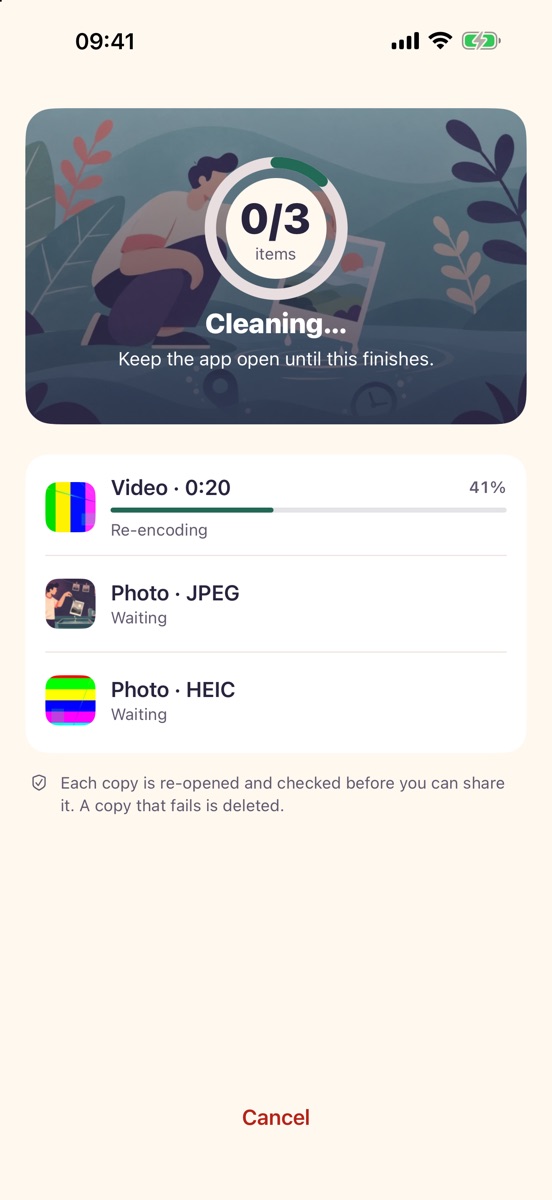 09:41
0/3
items
Cleaning...
Keep the app open until this finishes.
Video · 0:20
41%
Re-encoding
Photo · JPEG
Waiting
Photo · HEIC
Waiting
Each copy is re-opened and checked before you can share
it. A copy that fails is deleted.
Cancel